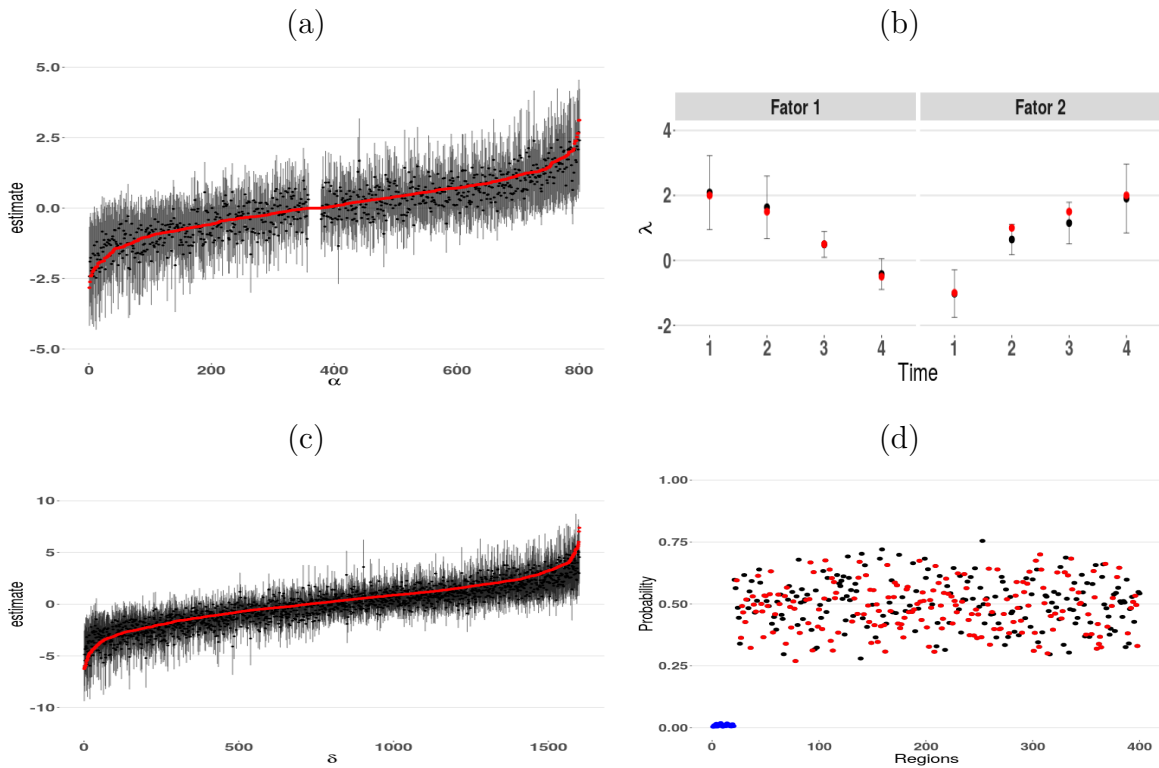 (a)
5.0
2.5
0.0
-2.5
-5.0
estimate
0 200 400 600 800
α
(b)
Fator 1 Fator 2
4
2
0
-2
λ
1 2 3 4 1 2 3 4
Time
(c)
10
5
0
-5
-10
estimate
0 500 1000 1500
δ
(d)
1.00
0.75
0.50
0.25
0.00
Probability
0 100 200 300 400
Regions